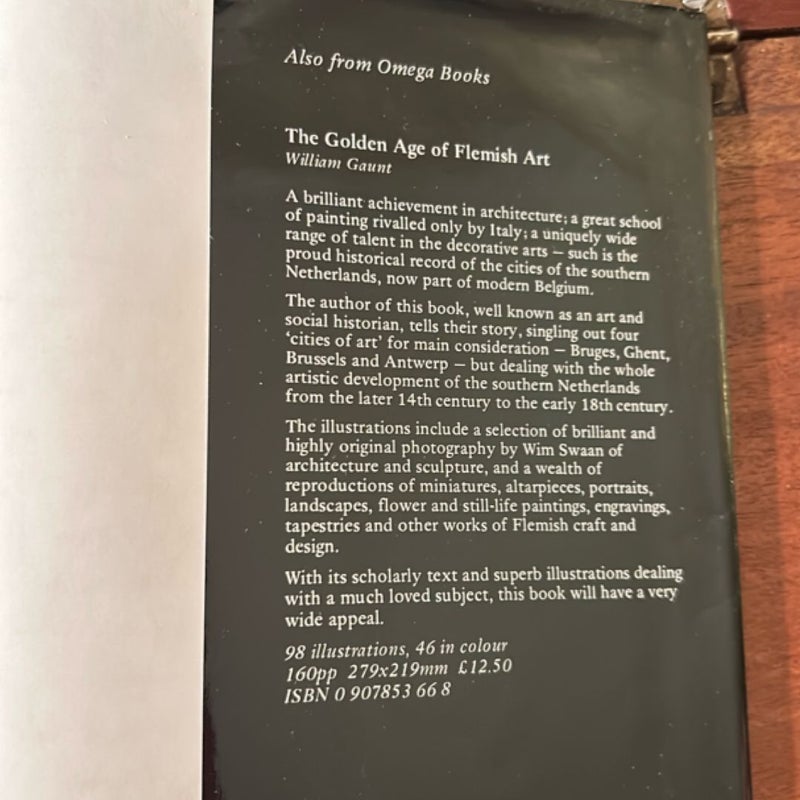 Also from Omega Books
The Golden Age of Flemish Art
William Gaunt
A brilliant achievement in architecture; a great school
of painting rivalled only by Italy; a uniquely wide
range of talent in the decorative arts – such is the
proud historical record of the cities of the southern
Netherlands, now part of modern Belgium.
The author of this book, well known as an art and
social historian, tells their story, singling out four
‘cities of art’ for main consideration – Bruges, Ghent,
Brussels and Antwerp – but dealing with the whole
artistic development of the southern Netherlands
from the later 14th century to the early 18th century.
The illustrations include a selection of brilliant and
highly original photography by Wim Swaan of
architecture and sculpture, and a wealth of
reproductions of miniatures, altarpieces, portraits,
landscapes, flower and still-life paintings, engravings,
tapestries and other works of Flemish craft and
design.
With its scholarly text and superb illustrations dealing
with a much loved subject, this book will have a very
wide appeal.
98 illustrations, 46 in colour
160pp 279x219mm £12.50
ISBN 0 907853 66 8